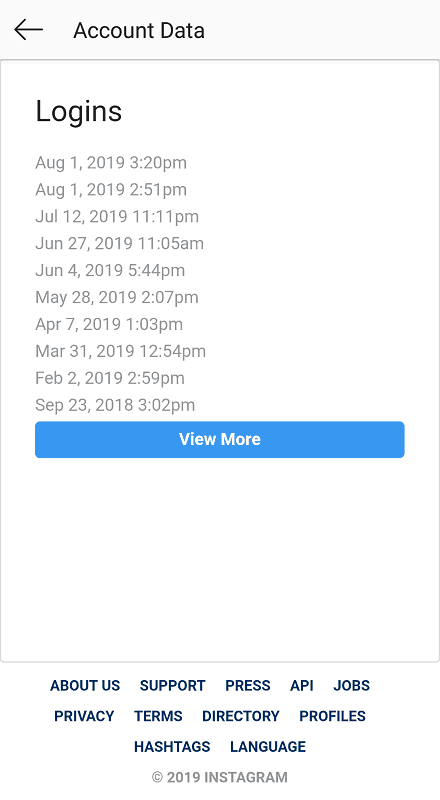 Account Data
Logins
Aug 1, 2019 3:20pm
Aug 1, 2019 2:51pm
Jul 12, 2019 11:11pm
Jun 27, 2019 11:05am
Jun 4, 2019 5:44pm
May 28, 2019 2:07pm
Apr 7, 2019 1:03pm
Mar 31, 2019 12:54pm
Feb 2, 2019 2:59pm
Sep 23, 2018 3:02pm
View More
ABOUT US SUPPORT PRESS API JOBS
PRIVACY TERMS DIRECTORY PROFILES
HASHTAGS LANGUAGE
© 2019 INSTAGRAM